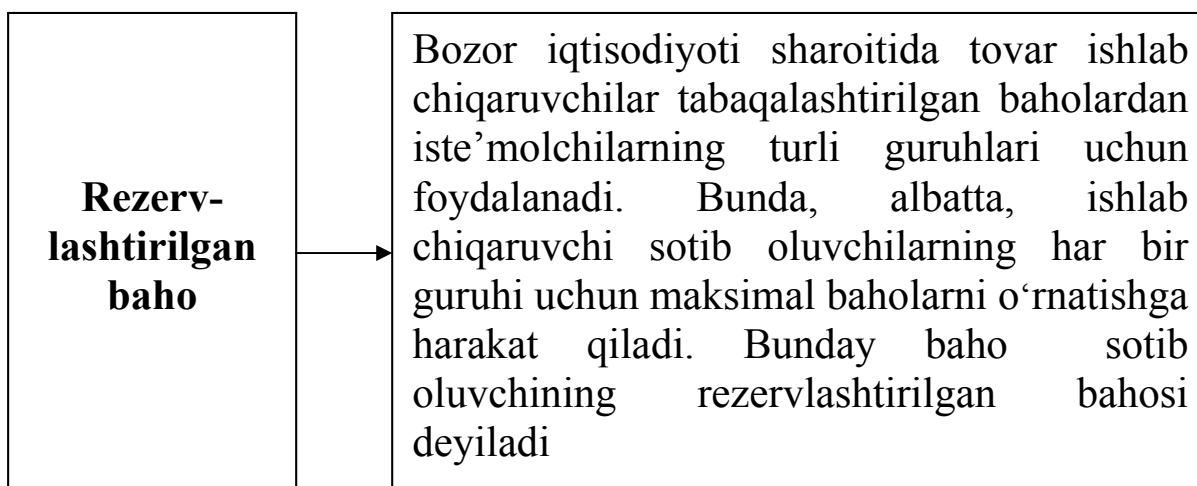 Rezerv-
lashtirilgan
baho
Bozor iqtisodiyoti sharoitida tovar ishlab
chiqaruvchilar tabaqalashtirilgan baholardan
iste’molchilarning turli guruhlari uchun
foydalanadi. Bunda, albatta, ishlab
chiqaruvchi sotib oluvchilarning har bir
guruhi uchun maksimal baholarni o‘rnatishga
harakat qiladi. Bunday baho sotib
oluvchining rezervlashtirilgan bahosi
deyiladi